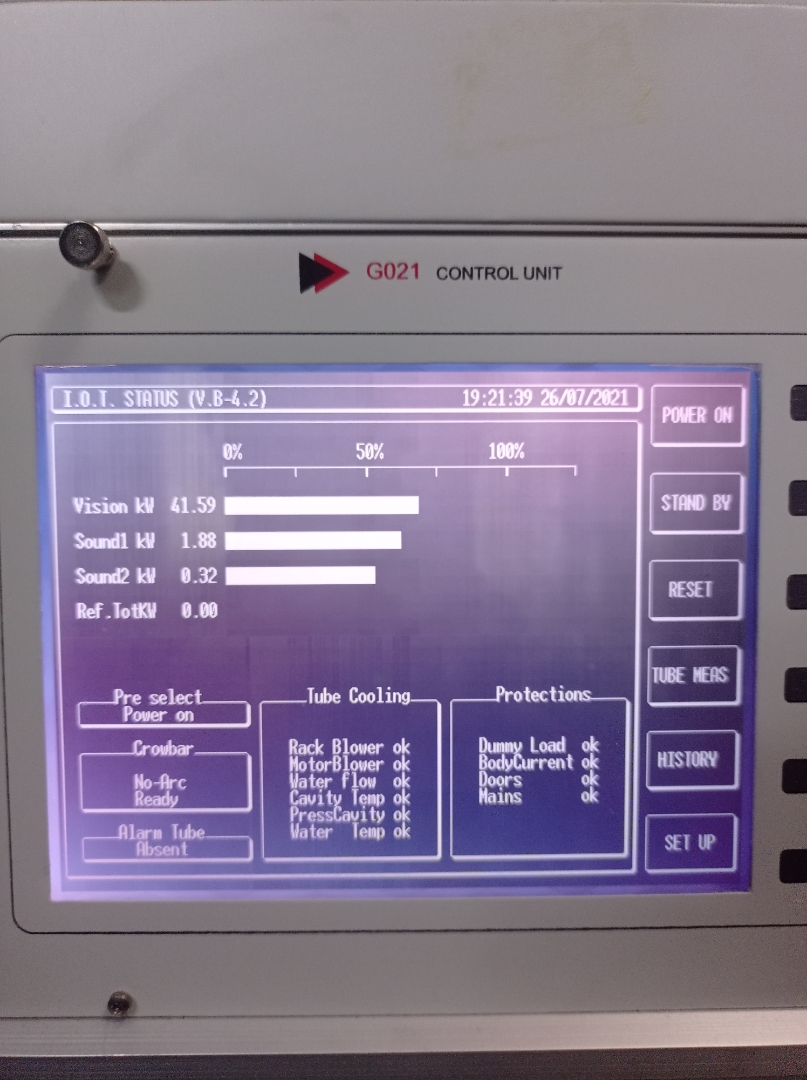 G021 CONTROL UNIT
I.O.T. STATUS (V.B-4.2) 19:21:39 26/07/2021
POWER ON
0% 50% 100%
Vision kW 41.59
STAND BY
Sound1 kW 1.88
Sound2 kW 0.32
RESET
Ref.TotKW 0.00
TUBE MEAS
Pre select
Power on
Tube Cooling
Protections
Crowbar
No-Arc
Ready
Alarm Tube
Absent
Rack Blower ok
MotorBlower ok
Water flow ok
Cavity Temp ok
PressCavity ok
Water Temp ok
Dummy Load ok
BodyCurrent ok
Doors ok
Mains ok
HISTORY
SET UP